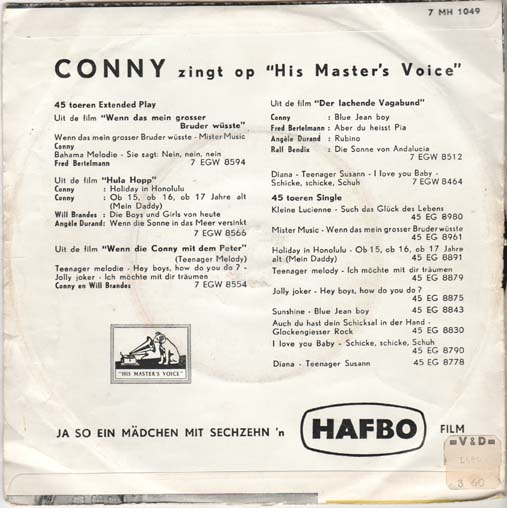 7 MH 1049
CONNY zingt op "His Master's Voice"
45 toeren Extended Play
Uit de film "Wenn das mein grosser
Bruder wüsste"
Wenn das mein grosser Bruder wüsste - Mister Music
Conny
Bahama Melodie - Sie sagt: Nein, nein, nein
Fred Bertelmann 7 EGW 8594
Uit de film "Hula Hopp"
Conny : Holiday in Honolulu
Conny : Ob 15, ob 16, ob 17 Jahre alt
(Mein Daddy)
Will Brandes : Die Boys und Girls von heute
Angèle Durand: Wenn die Sonne in das Meer versinkt
7 EGW 8566
Uit de film "Wenn die Conny mit dem Peter"
(Teenager Melody)
Teenager melodie - Hey boys, how do you do? -
Jolly joker - Ich möchte mit dir träumen
Conny en Will Brandes 7 EGW 8554
"HIS MASTER'S VOICE"
Uit de film "Der lachende Vagabund"
Conny : Blue Jean boy
Fred Bertelmann : Aber du heisst Pia
Angèle Durand : Rubino
Ralf Bendix : Die Sonne von Andalucia
7 EGW 8512
Diana - Teenager - I love you Baby -
Schicke, schicke, Schuh 7 EGW 8464
45 toeren Single
Kleine Lucienne - Such das Glück des Lebens
45 EG 8980
Mister Music - Wenn das mein grosser Bruder wüsste
45 EG 8961
Holiday in Honolulu - Ob 15, ob 16, ob 17 Jahre
alt (Mein Daddy) 45 EG 8891
Teenager melody - Ich möchte mit dir träumen
45 EG 8879
Jolly joker - Hey boys, how do you do?
45 EG 8875
Sunshine - Blue Jean boy 45 EG 8843
Auch du hast dein Schicksal in der Hand -
Glockengiesser Rock 45 EG 8830
I love you Baby - Schicke, schicke, Schuh
45 EG 8790
Diana - Teenager Susann 45 EG 8778
JA SO EIN MÄDCHEN MIT SECHZEHN 'n HAFBO FILM
=V&D=
3 60